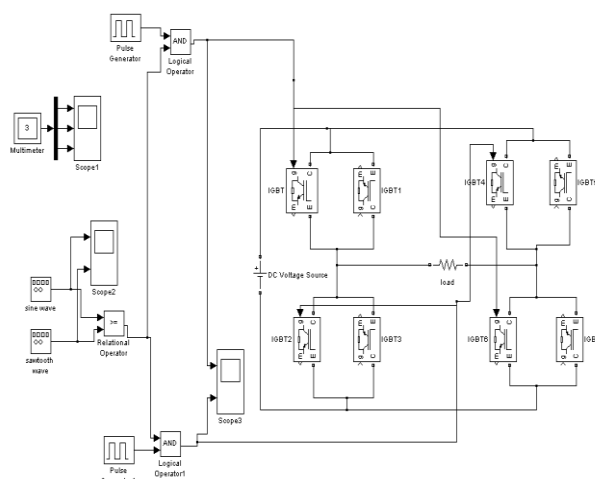 Pulse
Generator
AND
Logical
Operator
3
Multimeter
Scope1
IGBT
g
C
m
E
IGBT1
g
C
m
E
IGBT4
g
C
m
E
g
C
m
E
+
DC Voltage Source
load
sine wave
Scope2
sawtooth
wave
>=
Relational
Operator
IGBT2
g
C
m
E
IGBT3
g
C
m
E
IGBT6
g
C
m
E
g
C
m
E
Scope3
Pulse
AND
Logical
Operator1